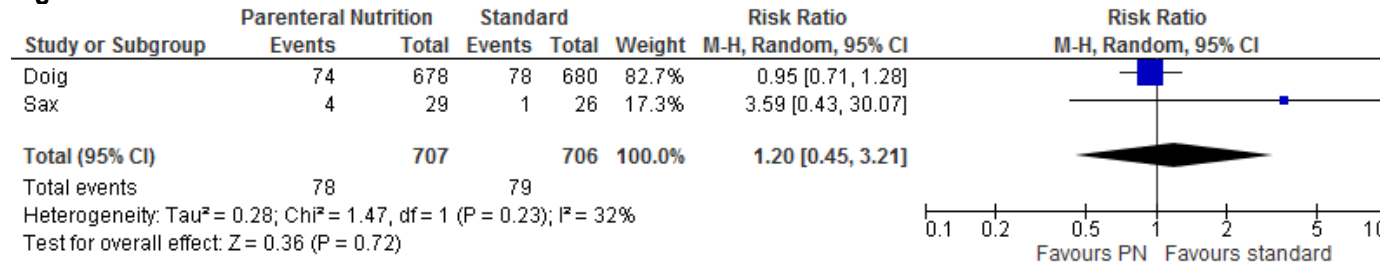 Parenteral Nutrition Standard Risk Ratio Risk Ratio
Study or Subgroup Events Total Events Total Weight M-H, Random, 95% CI M-H, Random, 95% CI
Doig 74 678 78 680 82.7% 0.95 [0.71, 1.28]
Sax 4 29 1 26 17.3% 3.59 [0.43, 30.07]
Total (95% CI) 707 706 100.0% 1.20 [0.45, 3.21]
Total events 78 79
Heterogeneity: Tau² = 0.28; Chi² = 1.47, df = 1 (P = 0.23); I² = 32%
Test for overall effect: Z = 0.36 (P = 0.72)
0.1 0.2 0.5 1 2 5 10
Favours PN Favours standard